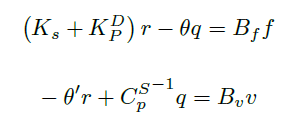 (K_s + K_P^D) r − θq = B_f f
− θ′r + C_p^{S^{−1}} q = B_v v